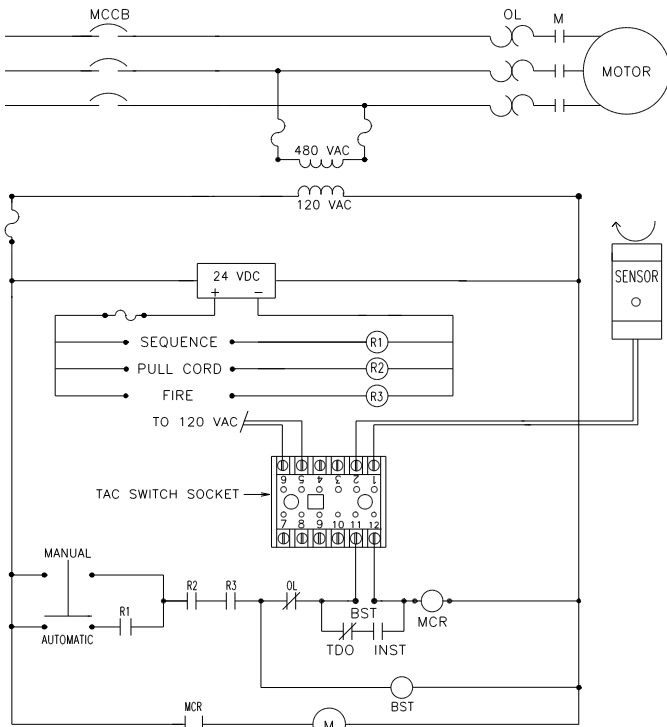 MCCB
OL
M
MOTOR
480 VAC
120 VAC
24 VDC
+ −
SENSOR
SEQUENCE
R1
PULL CORD
R2
FIRE
R3
TO 120 VAC
6 5 4 3 2 1
TAC SWITCH SOCKET
7 8 9 10 11 12
MANUAL
R2
R3
OL
R1
BST
MCR
AUTOMATIC
TDO
INST
BST
MCR
M